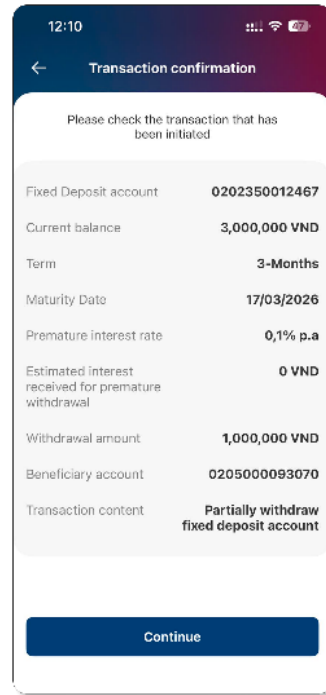 12:10
47
Transaction confirmation
Please check the transaction that has
been initiated
Fixed Deposit account 0202350012467
Current balance 3,000,000 VND
Term 3-Months
Maturity Date 17/03/2026
Premature interest rate 0,1% p.a
Estimated interest 0 VND
received for premature
withdrawal
Withdrawal amount 1,000,000 VND
Beneficiary account 0205000093070
Transaction content Partially withdraw
fixed deposit account
Continue